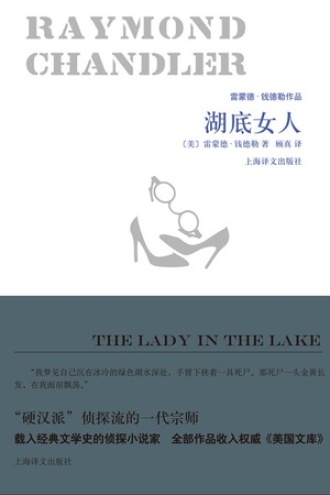 RAYMOND
CHANDLER
雷蒙德·钱德勒作品
湖底女人
〔美〕雷蒙德·钱德勒 著 顾真 译
上海译文出版社
THE LADY IN THE LAKE
“我梦见自己沉在冰冷的绿色湖水深处,手臂下挟着一具死尸。那死尸一头金黄长
发,在我面前飘荡。”
“硬汉派”侦探流的一代宗师
载入经典文学史的侦探小说家 全部作品收入权威《美国文库》
上海译文出版社